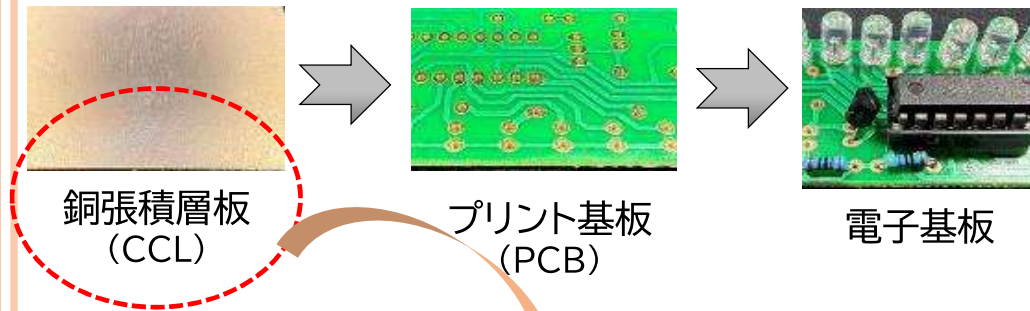 銅張積層板
(CCL)
プリント基板
(PCB)
電子基板